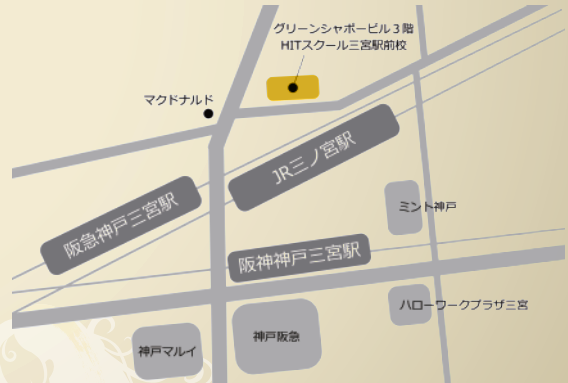 グリーンシャポービル３階
HITスクール三宮駅前校
マクドナルド
JR三ノ宮駅
阪急神戸三宮駅
ミント神戸
阪神神戸三宮駅
ハローワークプラザ三宮
神戸マルイ
神戸阪急